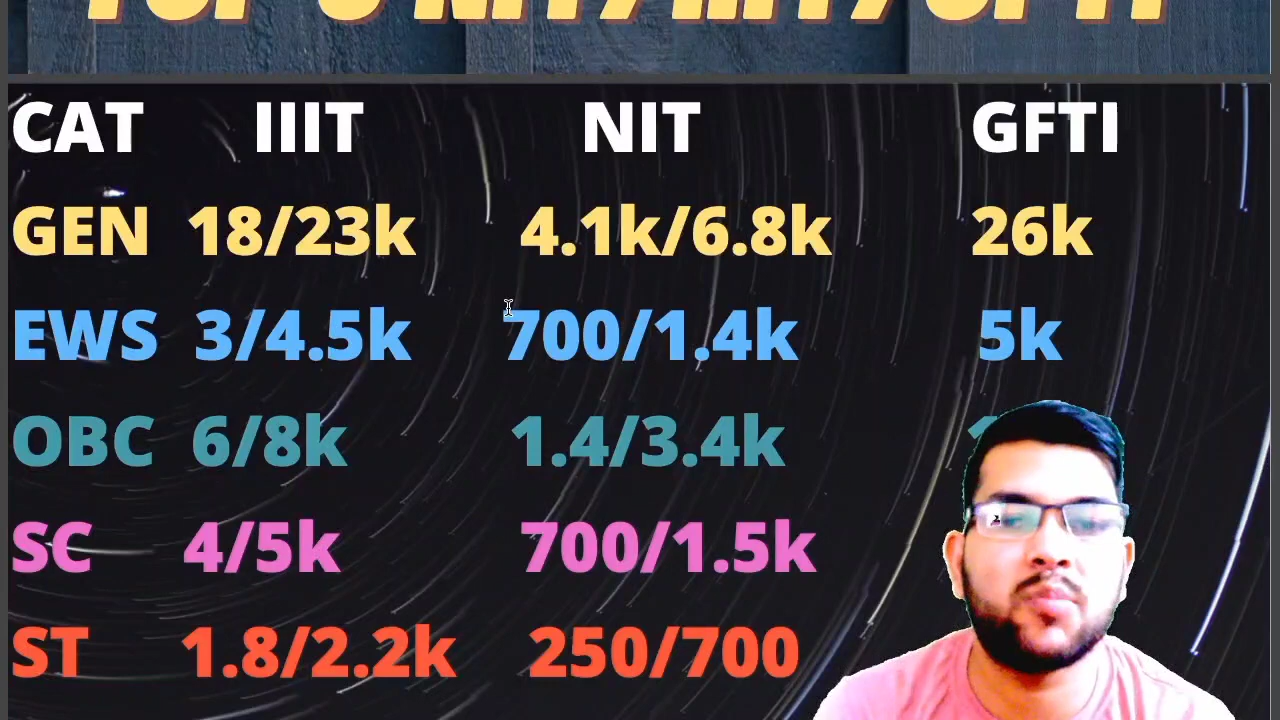 CAT IIIT NIT GFTI
GEN 18/23k 4.1k/6.8k 26k
EWS 3/4.5k 700/1.4k 5k
OBC 6/8k 1.4/3.4k
SC 4/5k 700/1.5k
ST 1.8/2.2k 250/700